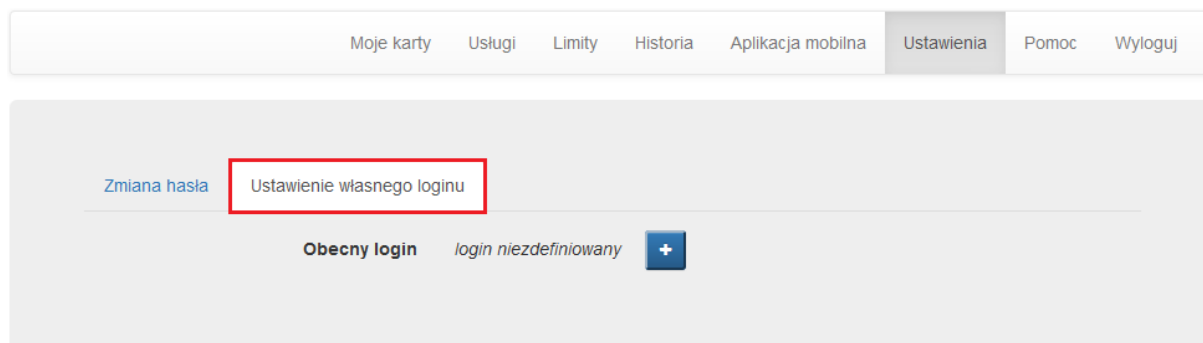 Moje karty Usługi Limity Historia Aplikacja mobilna Ustawienia Pomoc Wyloguj
Zmiana hasła Ustawienie własnego loginu
Obecny login login niezdefiniowany +